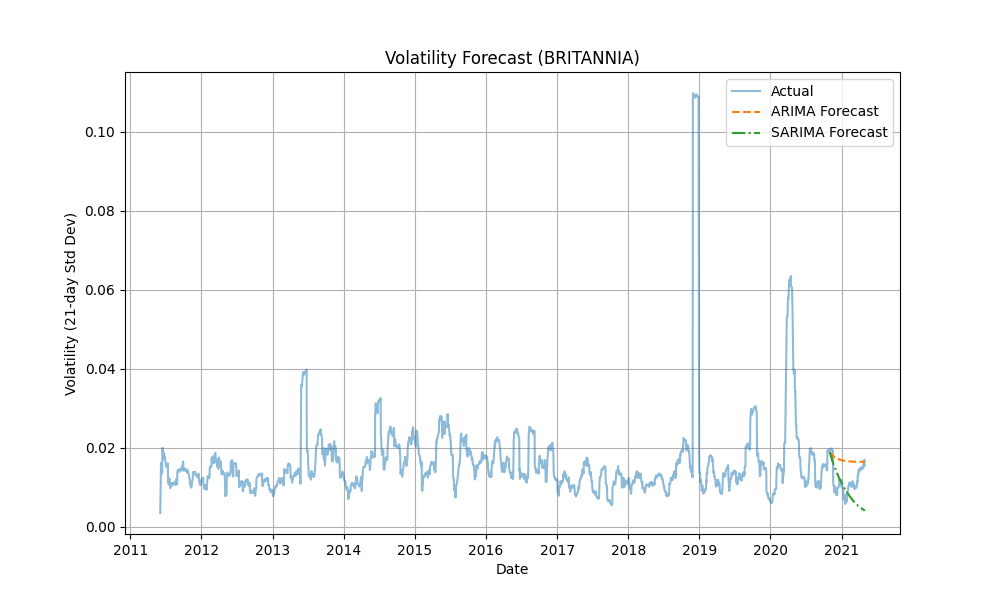 Volatility Forecast (BRITANNIA)
Actual
ARIMA Forecast
SARIMA Forecast
Volatility (21-day Std Dev)
0.10
0.08
0.06
0.04
0.02
0.00
2011 2012 2013 2014 2015 2016 2017 2018 2019 2020 2021
Date